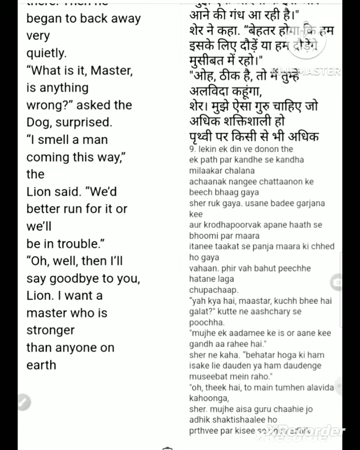 there! Then he
began to back away
very
quietly.
"What is it, Master,
is anything
wrong?" asked the
Dog, surprised.
"I smell a man
coming this way,"
the
Lion said. "We'd
better run for it or
we'll
be in trouble."
"Oh, well, then I'll
say goodbye to you,
Lion. I want a
master who is
stronger
than anyone on
earth
आने की गंध आ रही है।"
शेर ने कहा. "बेहतर होगा कि हम
इसके लिए दौड़ें या हम दौड़ेंगे
मुसीबत में रहो।"
"ओह, ठीक है, तो मैं तुम्हें
अलविदा कहूंगा,
शेर। मुझे ऐसा गुरु चाहिए जो
अधिक शक्तिशाली हो
पृथ्वी पर किसी से भी अधिक
9. lekin ek din ve donon the
ek path par kandhe se kandha
milaakar chalana
achaanak nangee chattaanon ke
beech bhaag gaya
sher ruk gaya. usane badee garjana
kee
aur krodhapoorvak apane haath se
bhoomi par maara
itanee taakat se panja maara ki chhed
ho gaya
vahaan. phir vah bahut peechhe
hatane laga
chupachaap.
"yah kya hai, maastar, kuchh bhee hai
galat?" kutte ne aashchary se
poochha.
"mujhe ek aadamee ke is or aane kee
gandh aa rahee hai."
sher ne kaha. "behatar hoga ki ham
isake lie dauden ya ham daudenge
museebat mein raho."
"oh, theek hai, to main tumhen alavida
kahoonga,
sher. mujhe aisa guru chaahie jo
adhik shaktishaalee ho
prthvee par kisee se